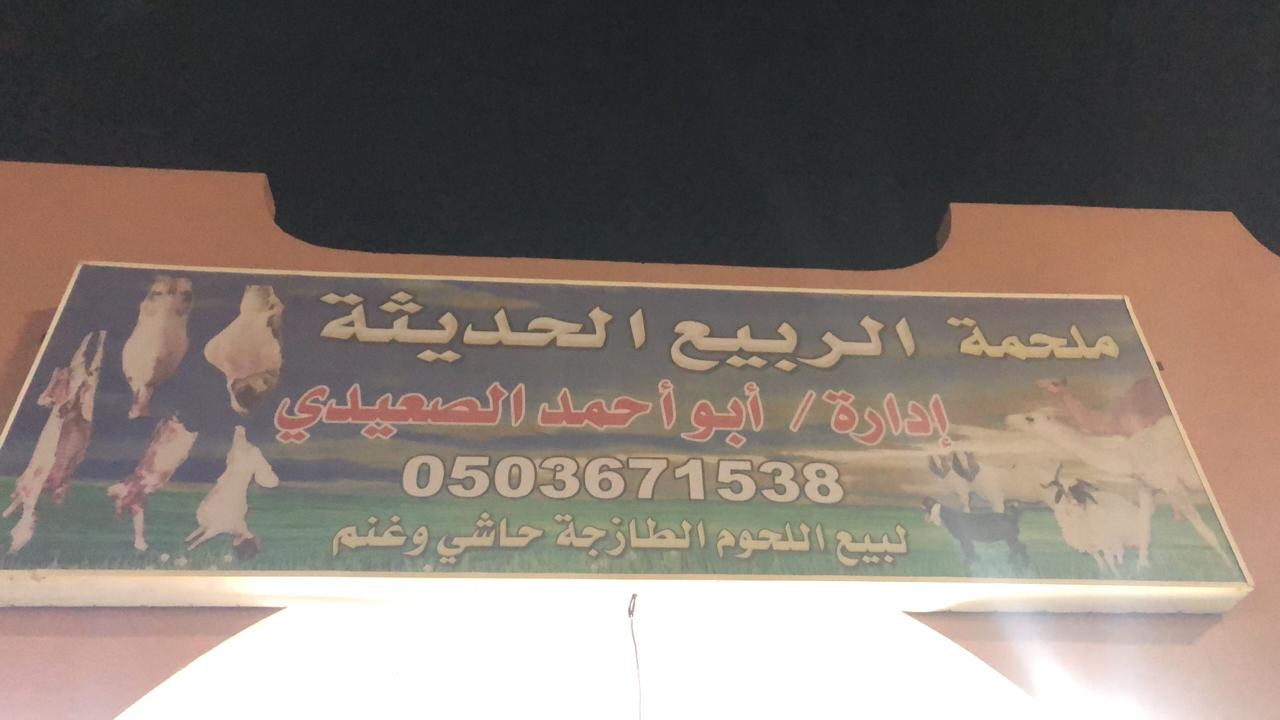 ملحمة الربيع الحديثة
إدارة / أبو أحمد الصعيدي
0503671538
لبيع اللحوم الطازجة حاشي وغنم